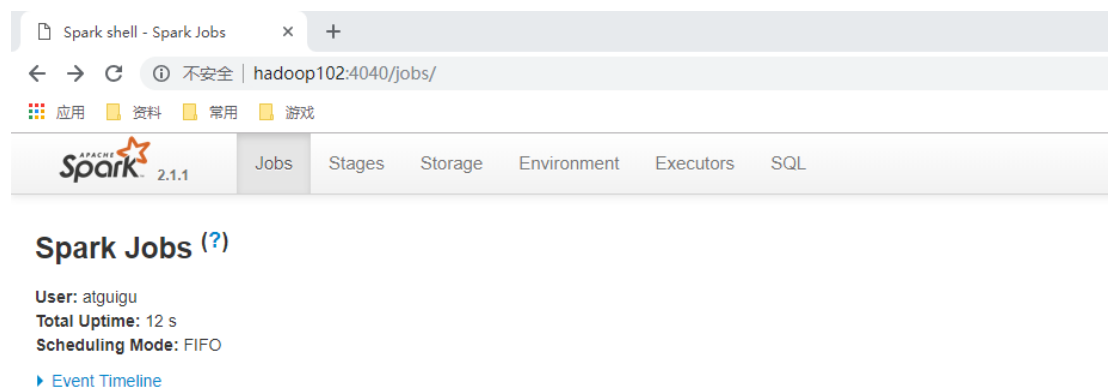 Spark shell - Spark Jobs
不安全 | hadoop102:4040/jobs/
应用 资料 常用 游戏
APACHE Spark 2.1.1 Jobs Stages Storage Environment Executors SQL
Spark Jobs (?)
User: atguigu
Total Uptime: 12 s
Scheduling Mode: FIFO
Event Timeline